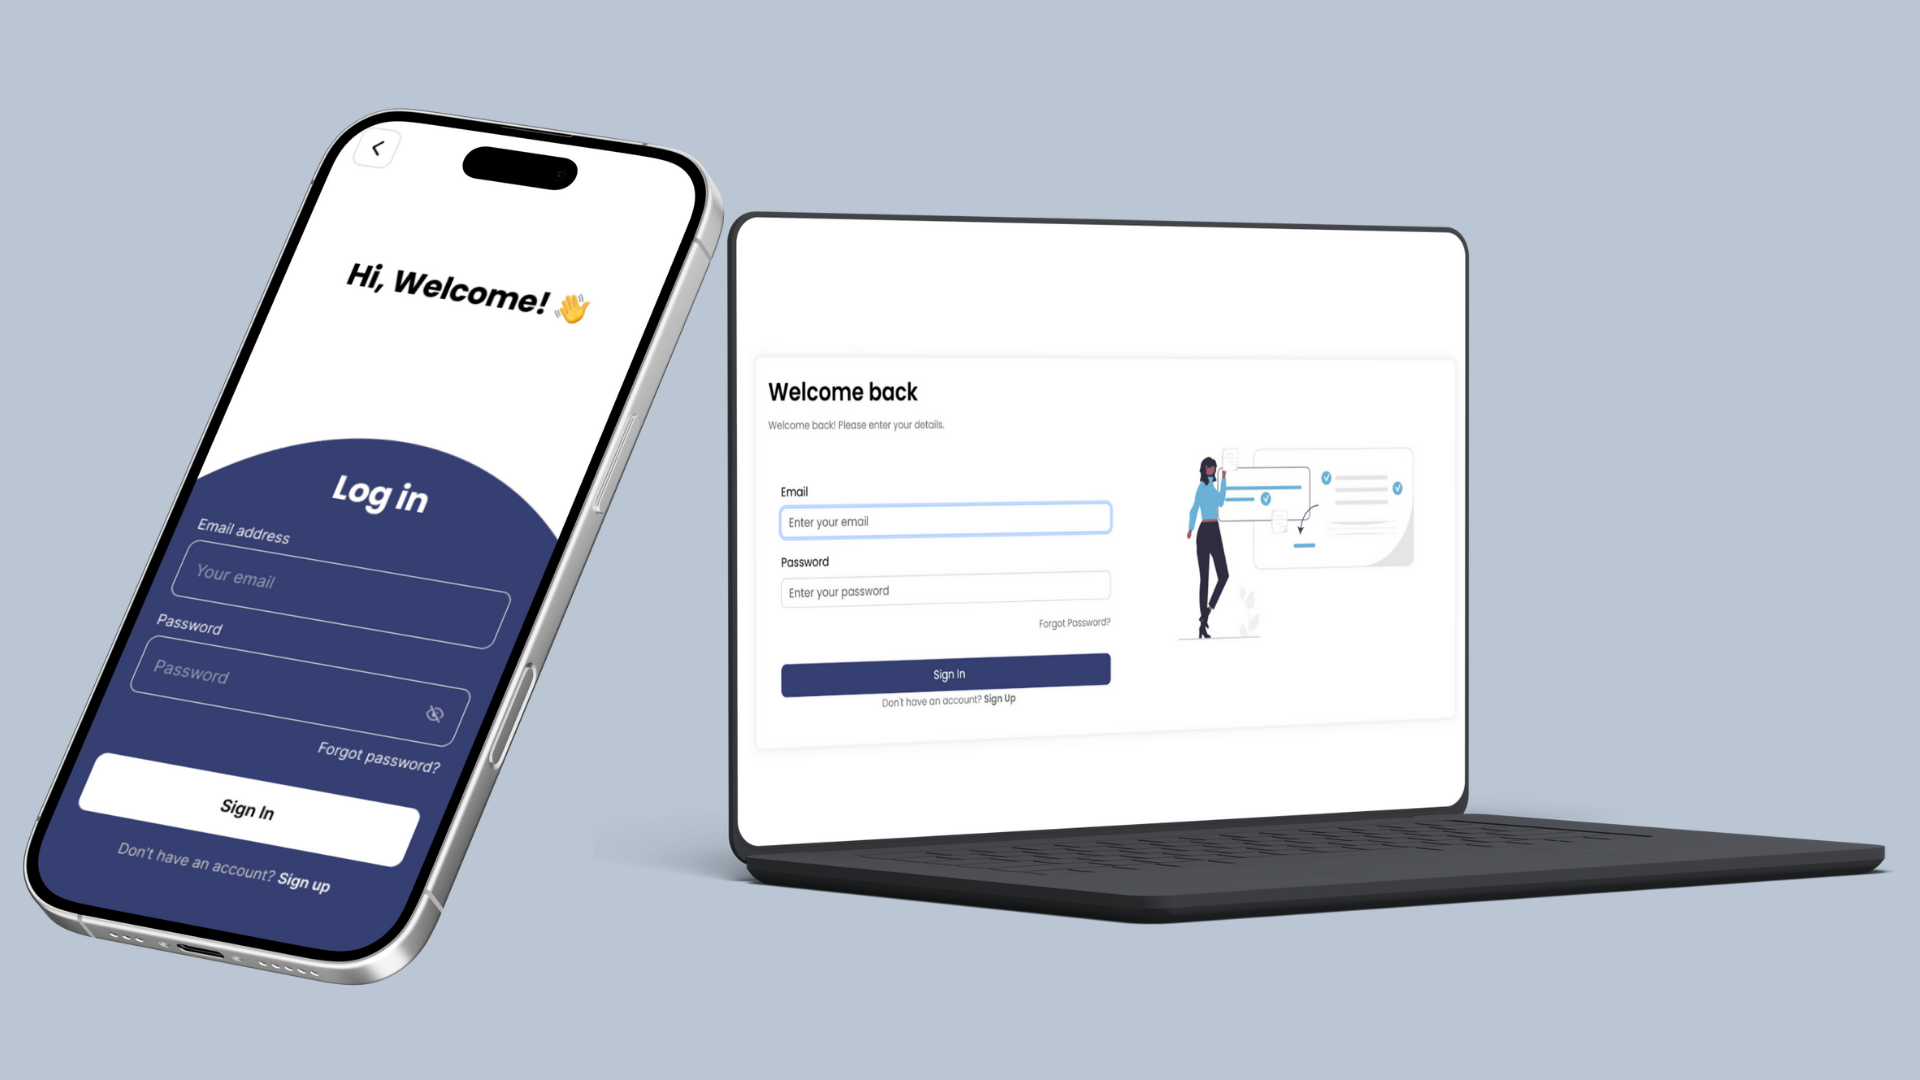 Hi, Welcome! 👋
Log in
Email address
Your email
Password
Password
Forgot password?
Sign In
Don't have an account? Sign up
Welcome back
Welcome back! Please enter your details.
Email
Enter your email
Password
Enter your password
Forgot Password?
Sign In
Don't have an account? Sign Up